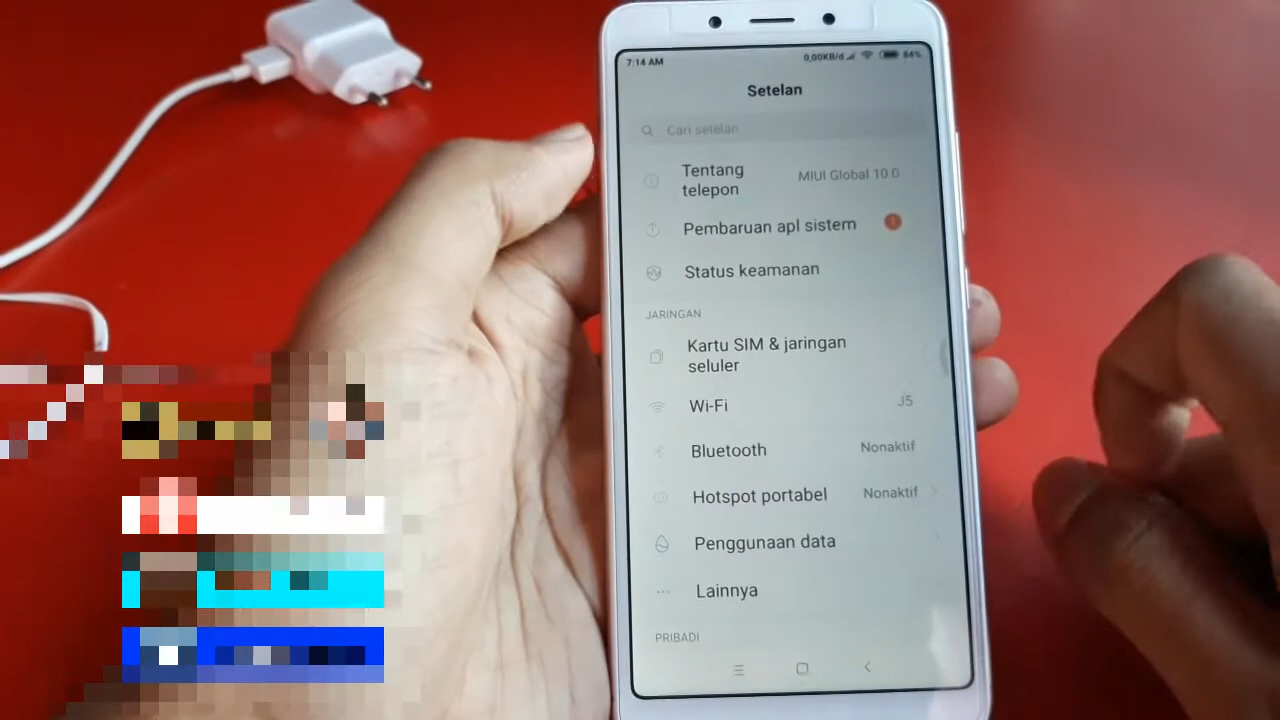 7:14 AM 0,00KB/d 84%
Setelan
Cari setelan
Tentang
telepon
MIUI Global 10.0
Pembaruan apl sistem
Status keamanan
JARINGAN
Kartu SIM & jaringan
seluler
Wi-Fi J5
Bluetooth Nonaktif
Hotspot portabel Nonaktif
Penggunaan data
Lainnya
PRIBADI